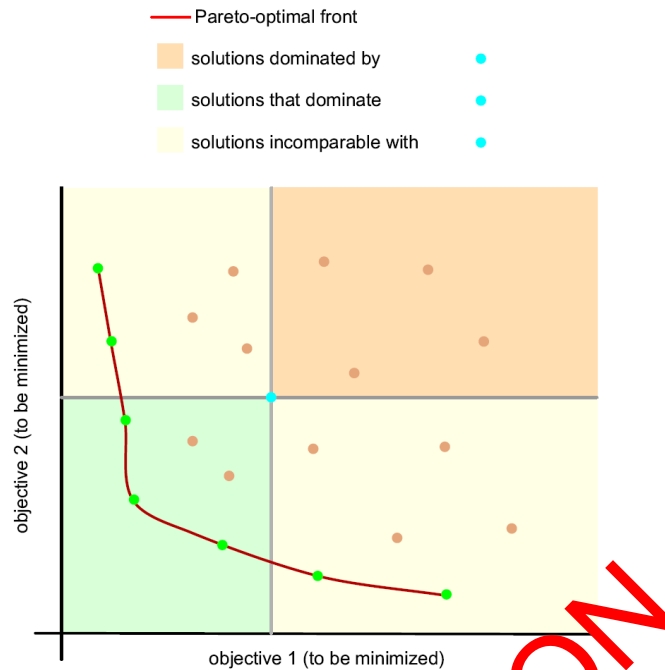 Pareto-optimal front
solutions dominated by
solutions that dominate
solutions incomparable with
objective 2 (to be minimized)
objective 1 (to be minimized)
ON